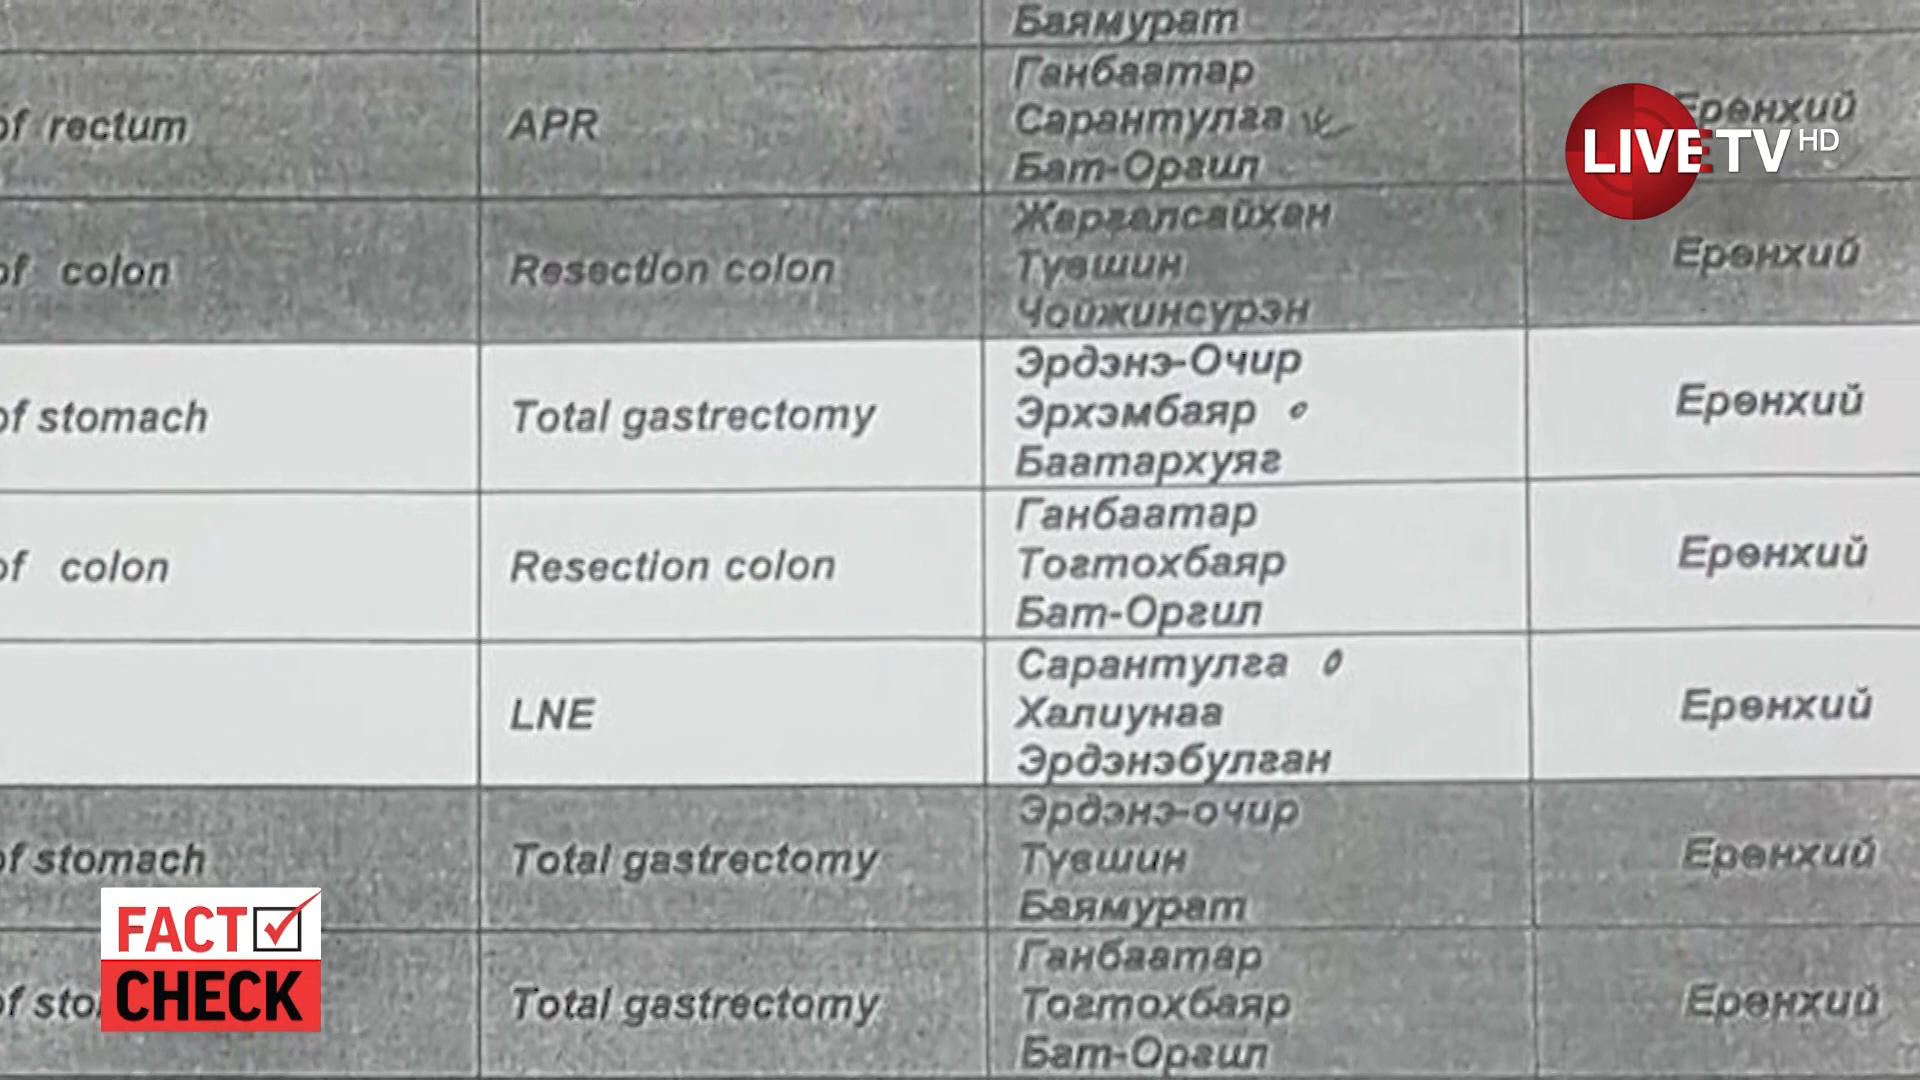 Баямурат
of rectum
APR
Ганбаатар
Сарантулга
Бат-Оргил
Ерөнхий
LIVE TV HD
of colon
Resection colon
Жаргалсайхан
Түвшин
Чойжинсүрэн
Ерөнхий
of stomach
Total gastrectomy
Эрдэнэ-Очир
Эрхэмбаяр
Баатархуяг
Ерөнхий
of colon
Resection colon
Ганбаатар
Тогтохбаяр
Бат-Оргил
Ерөнхий
LNE
Сарантулга
Халиунаа
Эрдэнэбулган
Ерөнхий
of stomach
Total gastrectomy
Эрдэнэ-очир
Түвшин
Баямурат
Ерөнхий
of
Total gastrectomy
Ганбаатар
Тогтохбаяр
Бат-Оргил
Ерөнхий
FACT
CHECK